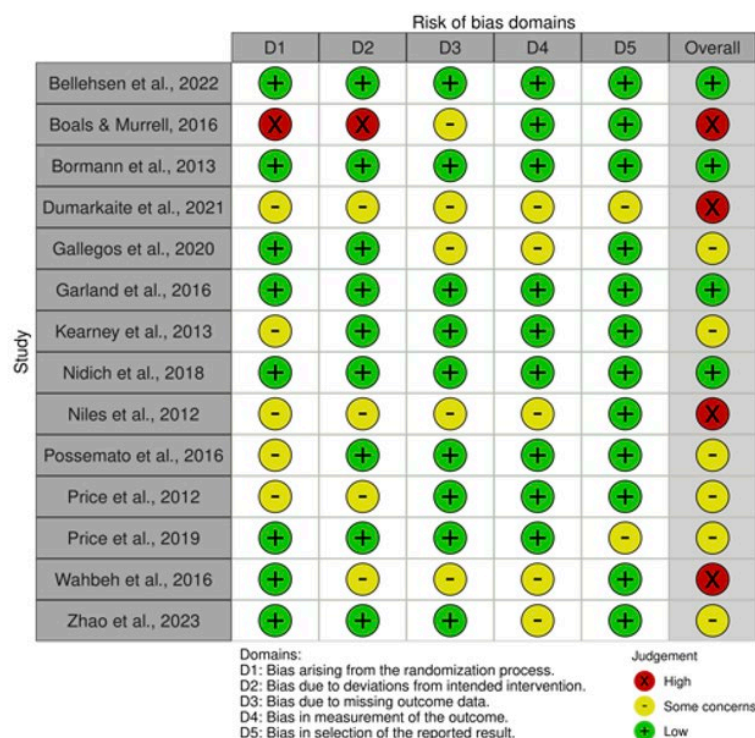 Risk of bias domains
D1 D2 D3 D4 D5 Overall
Study
Bellehsen et al., 2022 + + + + + +
Boals & Murrell, 2016 X X - + + X
Bormann et al., 2013 + + + + + +
Dumarkaite et al., 2021 - - - - - X
Gallegos et al., 2020 + + - - + -
Garland et al., 2016 + + + + + +
Kearney et al., 2013 - + + + + -
Nidich et al., 2018 + + + + + +
Niles et al., 2012 - - - - + X
Possemato et al., 2016 - + + + + -
Price et al., 2012 - - + + + -
Price et al., 2019 + + + + - -
Wahbeh et al., 2016 + - - - + X
Zhao et al., 2023 + + + - + -
Domains:
D1: Bias arising from the randomization process.
D2: Bias due to deviations from intended intervention.
D3: Bias due to missing outcome data.
D4: Bias in measurement of the outcome.
D5: Bias in selection of the reported result.
Judgement
X High
- Some concerns
+ Low